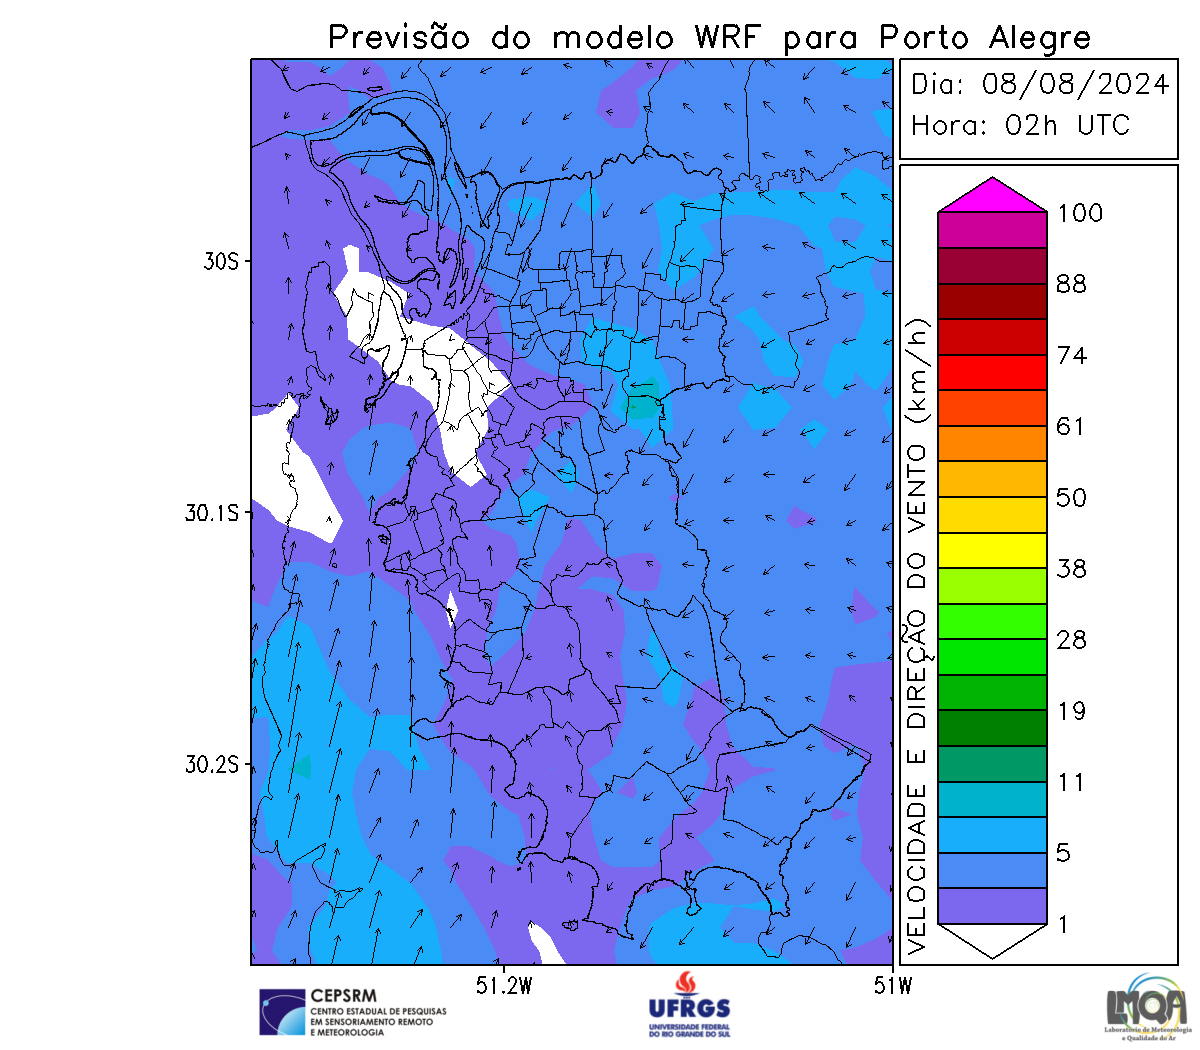 Previsão do modelo WRF para Porto Alegre
Dia: 08/08/2024
Hora: 02h UTC
VELOCIDADE E DIREÇÃO DO VENTO (km/h)
100
88
74
61
50
38
28
19
11
5
1
30S
30.1S
30.2S
51.2W
51W
CEPSRM
CENTRO ESTADUAL DE PESQUISAS
EM SENSORIAMENTO REMOTO
E METEOROLOGIA
UFRGS
UNIVERSIDADE FEDERAL
DO RIO GRANDE DO SUL
LMQA
Laboratório de Meteorologia
e Qualidade do Ar